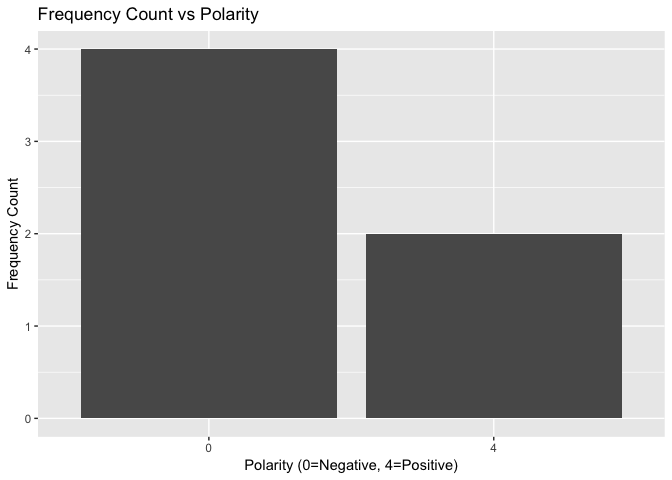 Frequency Count vs Polarity
4
3
2
1
0
Frequency Count
0 4
Polarity (0=Negative, 4=Positive)